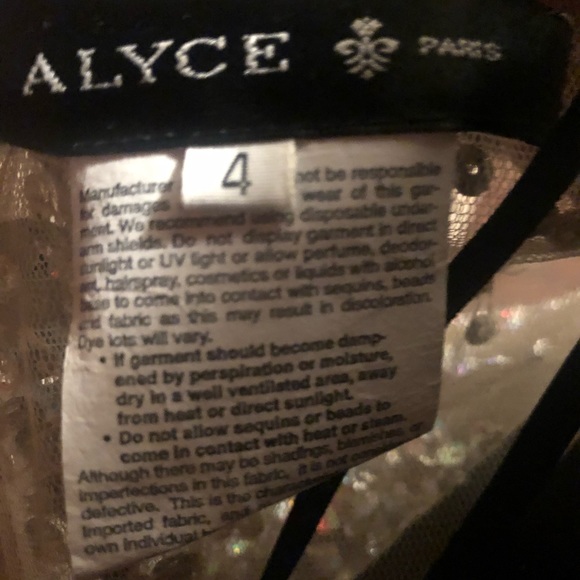 ALYCE PARIS
4
Manufacturer not be responsible
for damages wear of this gar-
ment. We recommend using disposable under-
arm shields. Do not display garment in direct
sunlight or UV light or allow perfume, deodor-
ant, hairspray, cosmetics or liquids with alcohol
to come into contact with sequins, beads
and fabric as this may result in discoloration.
Dye lots will vary.
• If garment should become damp-
ened by perspiration or moisture,
dry in a well ventilated area, away
from heat or direct sunlight.
• Do not allow sequins or beads to
come in contact with heat or steam.
Although there may be shadings, blemishes or
imperfections in this fabric, it is not
defective. This is the
imported fabric, and
own individual